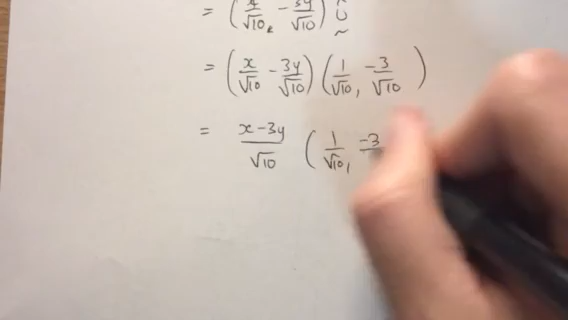 = (x/√10 - 3y/√10) û
= (x/√10 - 3y/√10)(1/√10, -3/√10)
= x-3y/√10 (1/√10, -3